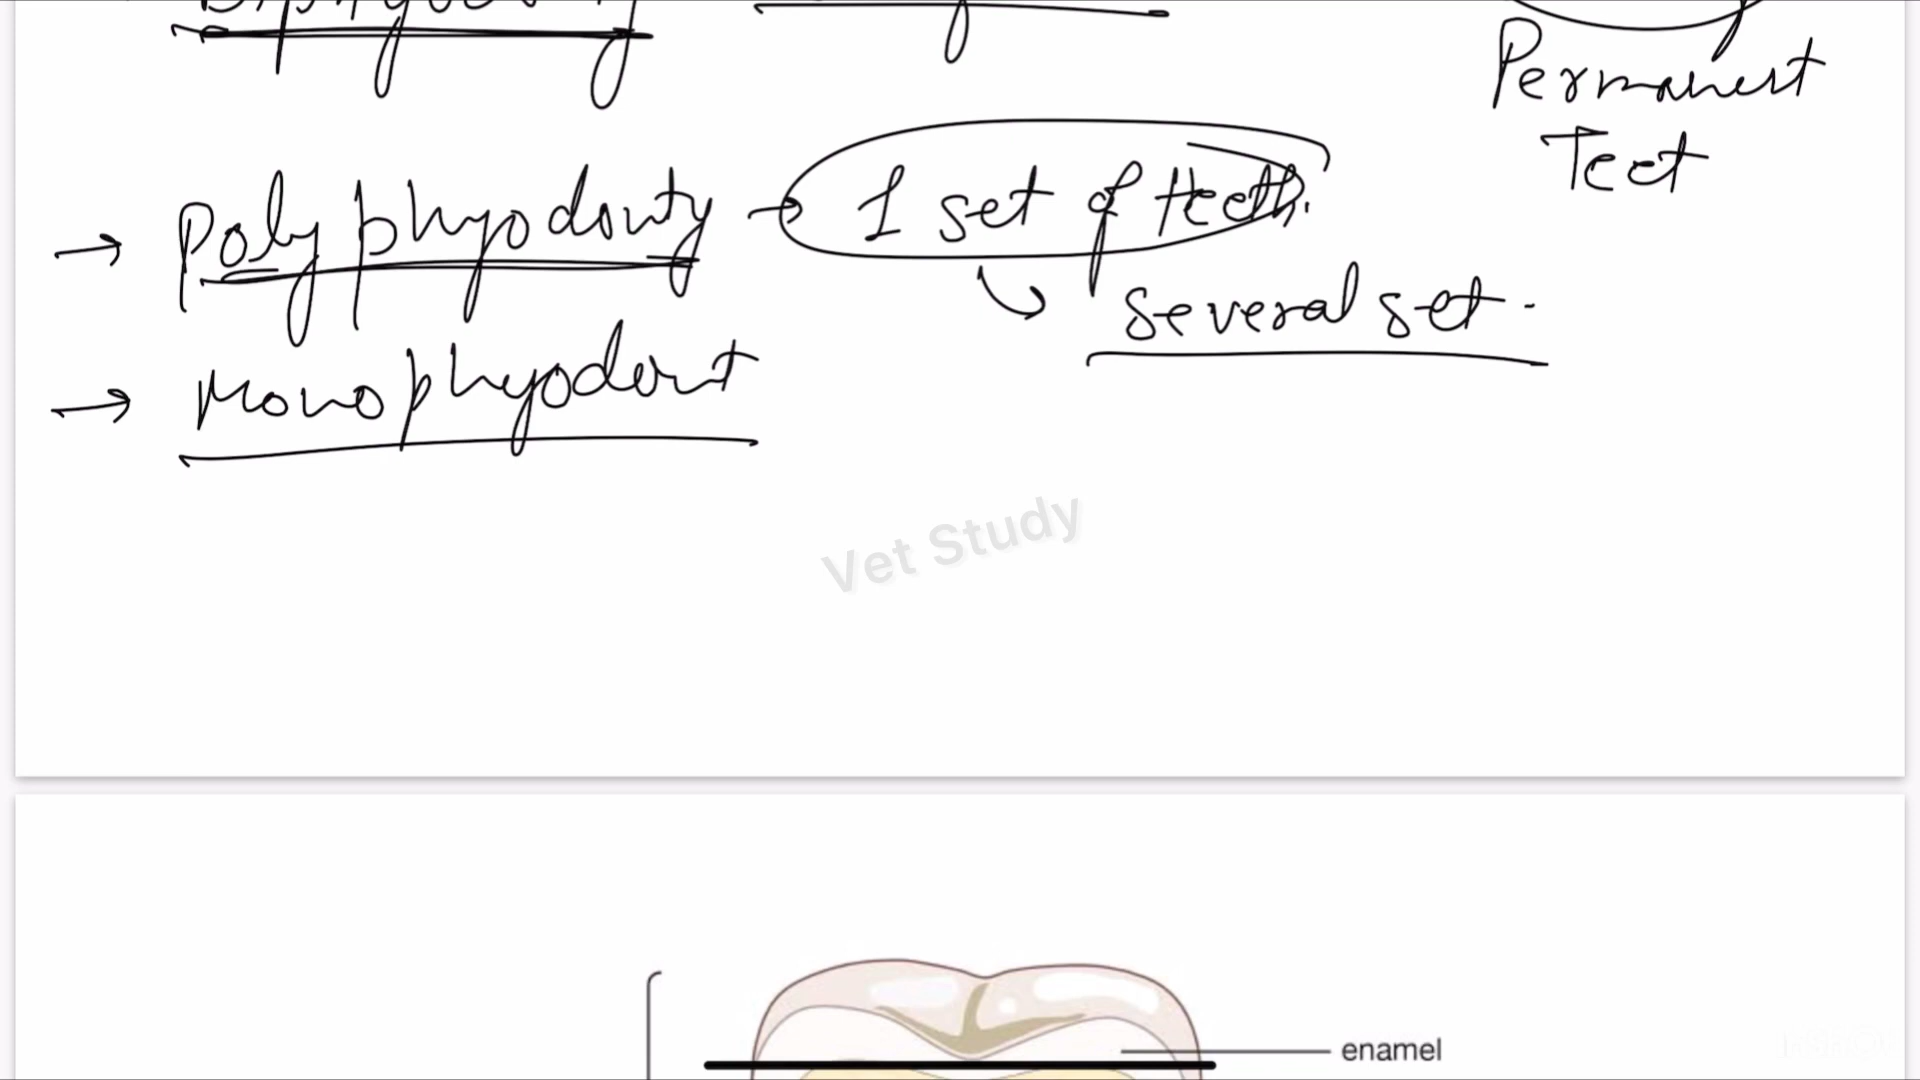 Permanent
Teet
→ Polyphyodonty → 1 set of teeth.
several set.
→ Monophyodont
Vet Study
enamel